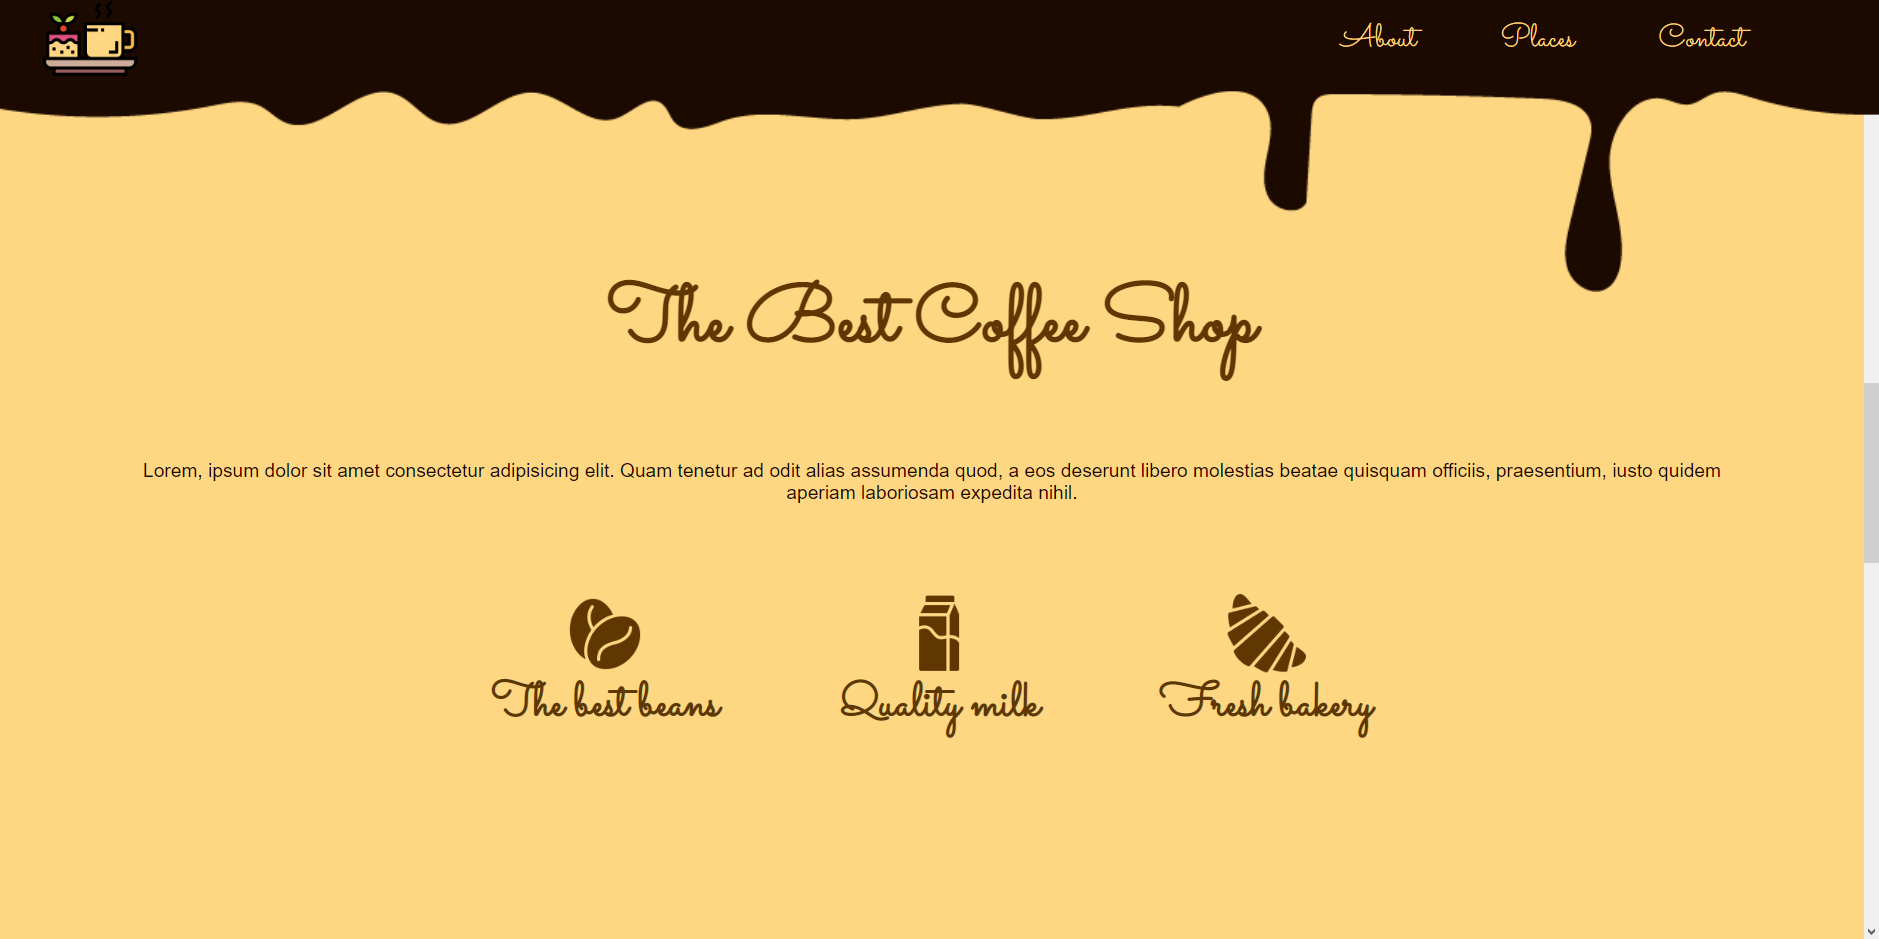 About Places Contact
The Best Coffee Shop
Lorem, ipsum dolor sit amet consectetur adipisicing elit. Quam tenetur ad odit alias assumenda quod, a eos deserunt libero molestias beatae quisquam officiis, praesentium, iusto quidem
aperiam laboriosam expedita nihil.
The best beans
Quality milk
Fresh bakery